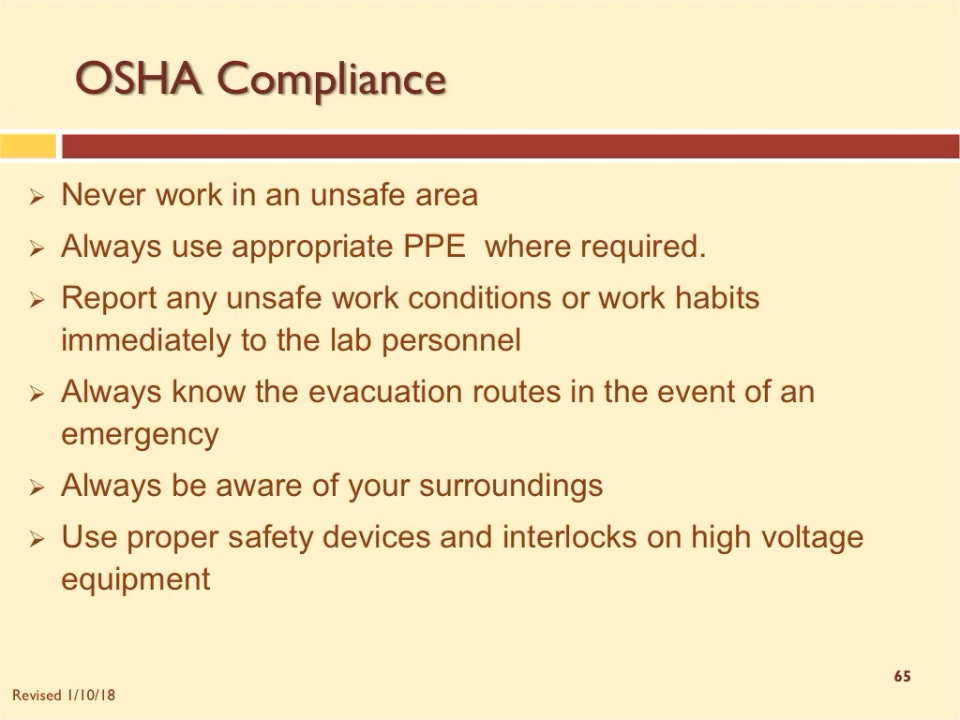 OSHA Compliance
Never work in an unsafe area
Always use appropriate PPE  where required.
Report any unsafe work conditions or work habits
immediately to the lab personnel
Always know the evacuation routes in the event of an
emergency
Always be aware of your surroundings
Use proper safety devices and interlocks on high voltage
equipment
65
Revised 1/10/18